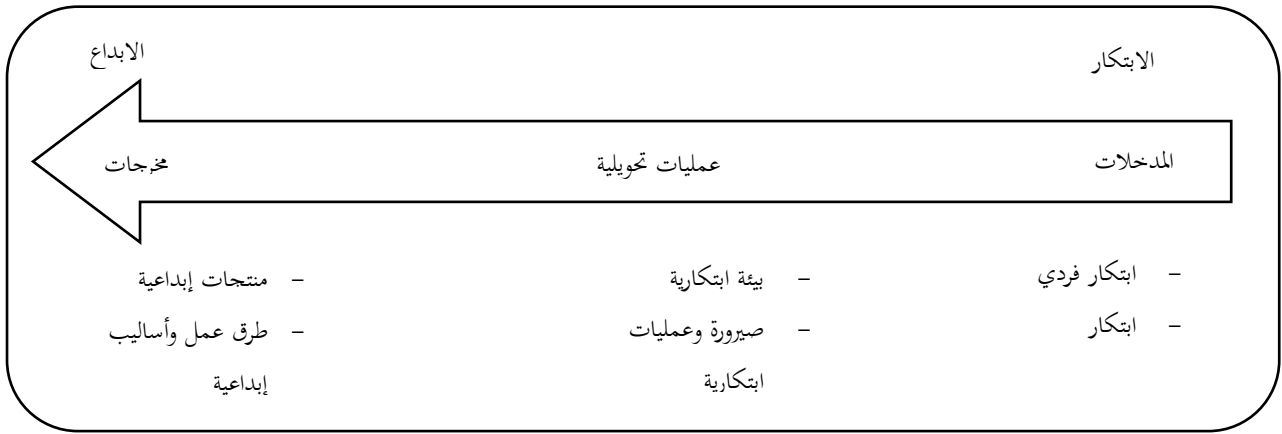 الابتكار
الابداع
المدخلات
عمليات تحويلية
مخرجات
- ابتكار فردي
- ابتكار
- بيئة ابتكارية
- صيرورة وعمليات
ابتكارية
- منتجات إبداعية
- طرق عمل وأساليب
إبداعية